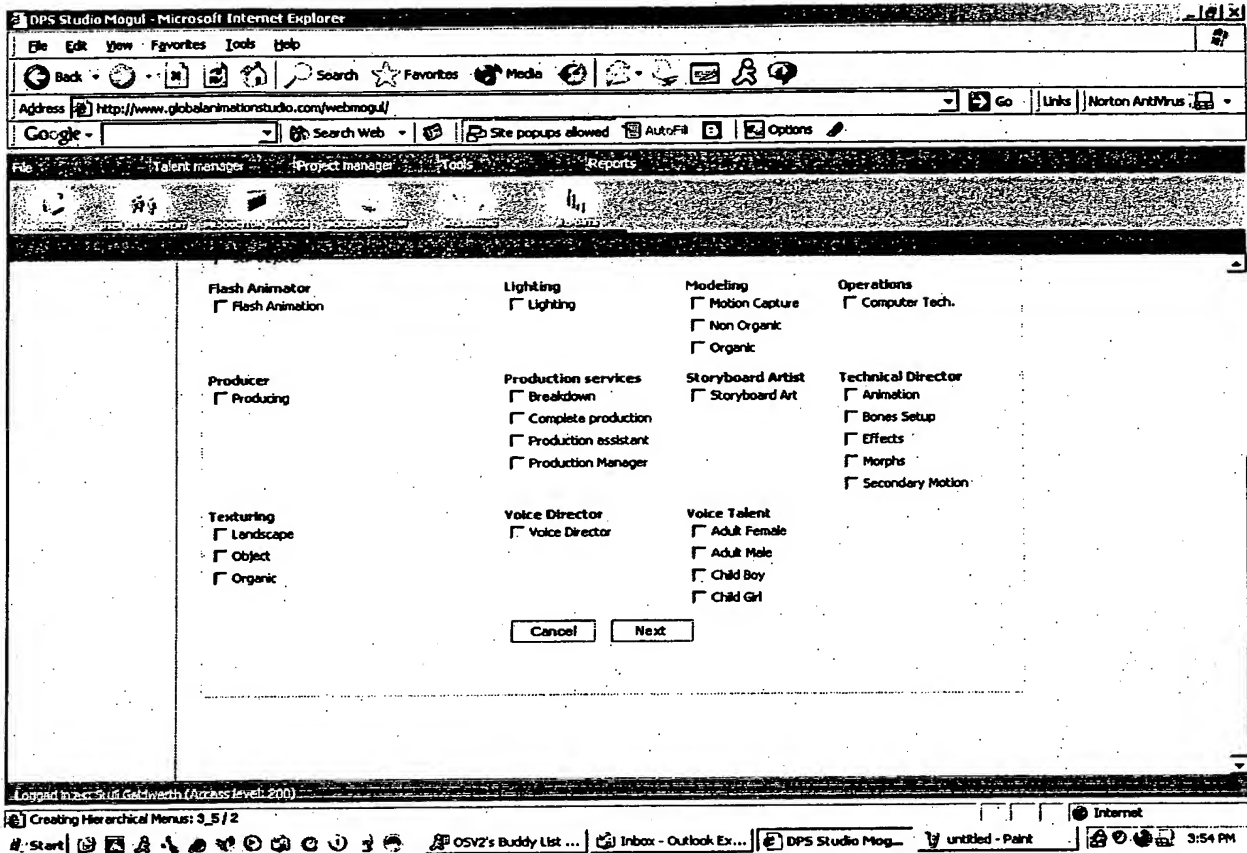 DPS Studio Mogul - Microsoft Internet Explorer
File Edit View Favorites Tools Help
Back Search Favorites Media
Address http://www.globalanimationstudio.com/webmogul/ Go Links Norton AntiVirus
Google - Search Web Site popups allowed AutoFill Options
File Talent manager Project manager Tools Reports
Flash Animator Lighting Modeling Operations
Flash Animation Lighting Motion Capture Computer Tech.
Non Organic
Organic
Producer Production services Storyboard Artist Technical Director
Producing Breakdown Storyboard Art Animation
Complete production Bones Setup
Production assistant Effects
Production Manager Morphs
Secondary Motion
Texturing Voice Director Voice Talent
Landscape Voice Director Adult Female
Object Adult Male
Organic Child Boy
Child Girl
Cancel Next
Logged in as: (Access level: 200)
Creating Hierarchical Menus: 3_5 / 2 Internet
Start OSV2's Buddy List ... Inbox - Outlook Ex... DPS Studio Mog... untitled - Paint 3:54 PM